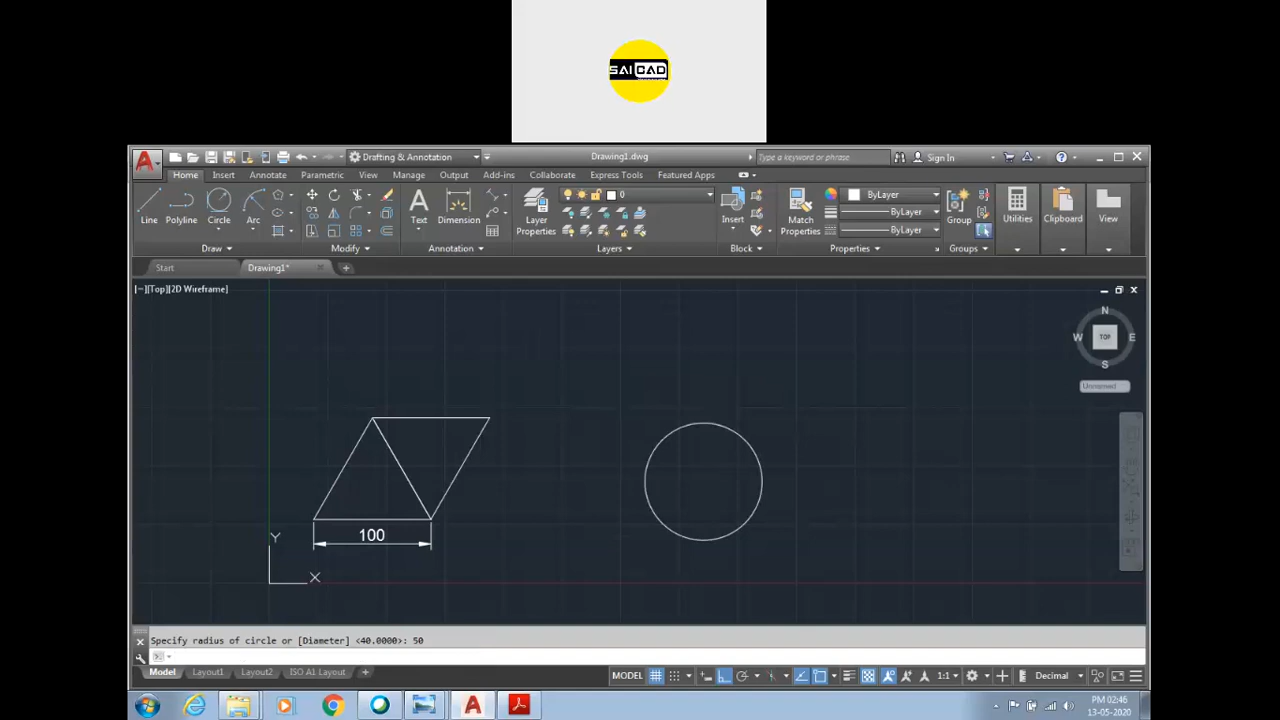 SAI CAD
Drafting & Annotation
Drawing1.dwg
Type a keyword or phrase
Sign In
Home Insert Annotate Parametric View Manage Output Add-ins Collaborate Express Tools Featured Apps
Line Polyline Circle Arc
Text Dimension
Layer Properties
0
Insert
Match Properties
ByLayer
ByLayer
ByLayer
Group
Utilities
Clipboard
View
Draw Modify Annotation Layers Block Properties Groups
Start Drawing1*
[−][Top][2D Wireframe]
N
W TOP E
S
Unnamed
100
Y
X
Specify radius of circle or [Diameter] <40.0000>: 50
Model Layout1 Layout2 ISO A1 Layout
MODEL 1:1 Decimal
PM 02:46
13-05-2020